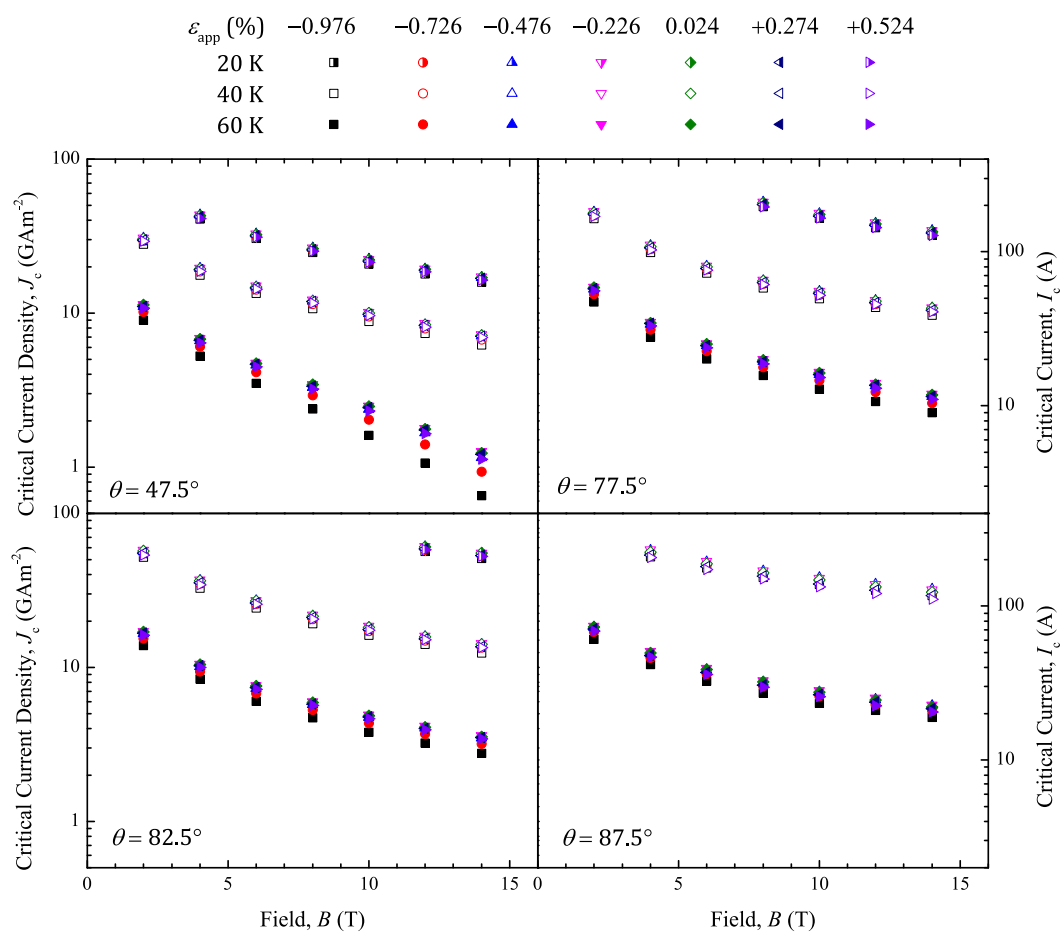 ε_app (%) −0.976 −0.726 −0.476 −0.226 0.024 +0.274 +0.524
20 K
40 K
60 K
Critical Current Density, J_c (GAm⁻²)
100
10
1
θ = 47.5°
θ = 77.5°
100
10
Critical Current, I_c (A)
Critical Current Density, J_c (GAm⁻²)
100
10
1
θ = 82.5°
θ = 87.5°
100
10
Critical Current, I_c (A)
0 5 10 15 0 5 10 15
Field, B (T) Field, B (T)